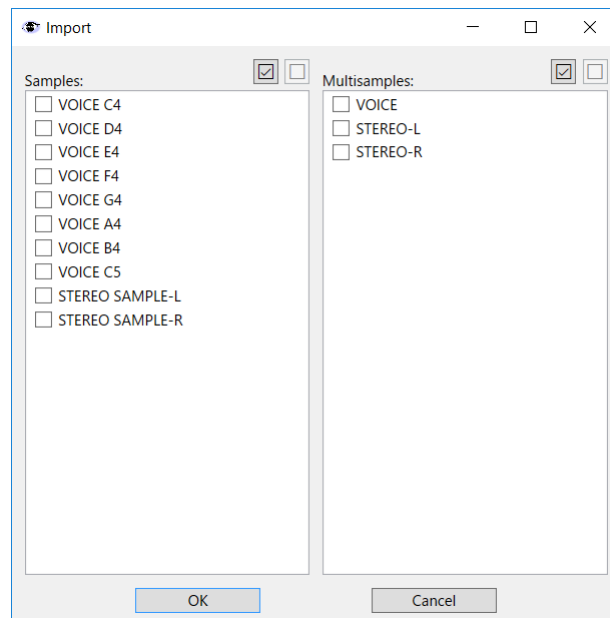 Import
Samples:
VOICE C4
VOICE D4
VOICE E4
VOICE F4
VOICE G4
VOICE A4
VOICE B4
VOICE C5
STEREO SAMPLE-L
STEREO SAMPLE-R
Multisamples:
VOICE
STEREO-L
STEREO-R
OK
Cancel